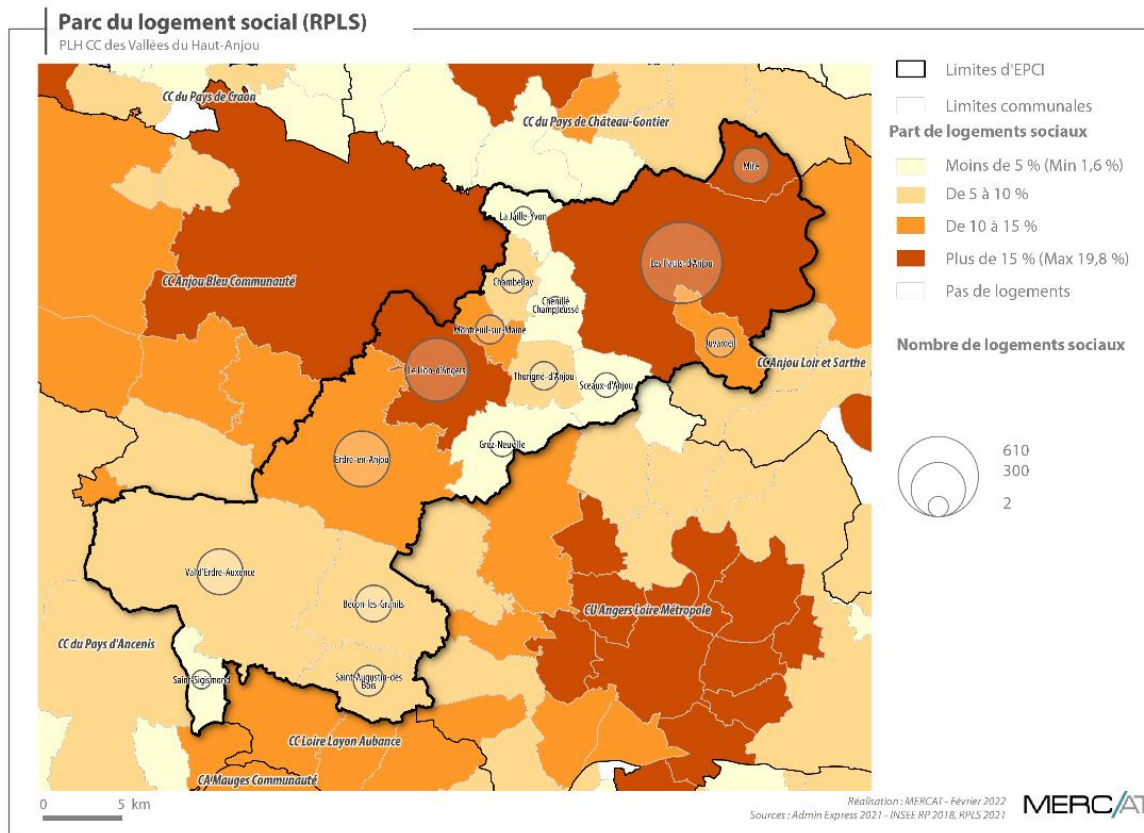 Parc du logement social (RPLS)
PLH CC des Vallées du Haut-Anjou
Limites d'EPCI
Limites communales
Part de logements sociaux
Moins de 5 % (Min 1,6 %)
De 5 à 10 %
De 10 à 15 %
Plus de 15 % (Max 19,8 %)
Pas de logements
Nombre de logements sociaux
610
300
2
CC du Pays de Craon
CC du Pays de Château-Gontier
Miré
La Jaille-Yvon
Les Hauts-d'Anjou
CC Anjou Bleu Communauté
Chambellay
Chenillé
Champteussé
Montreuil-sur-Maine
Juvardeil
CC Anjou Loir et Sarthe
Le Lion-d'Angers
Thorigné-d'Anjou
Sceaux-d'Anjou
Grez-Neuville
Erdre-en-Anjou
Val d'Erdre-Auxence
Bécon-les-Granits
CU Angers Loire Métropole
CC du Pays d'Ancenis
Saint-Sigismond
Saint-Augustin-des
Bois
CC Loire Layon Aubance
CA Mauges Communauté
0 5 km
Réalisation : MERCAT - Février 2022
Sources : Admin Express 2021 - INSEE RP 2018, RPLS 2021
MERC/AT